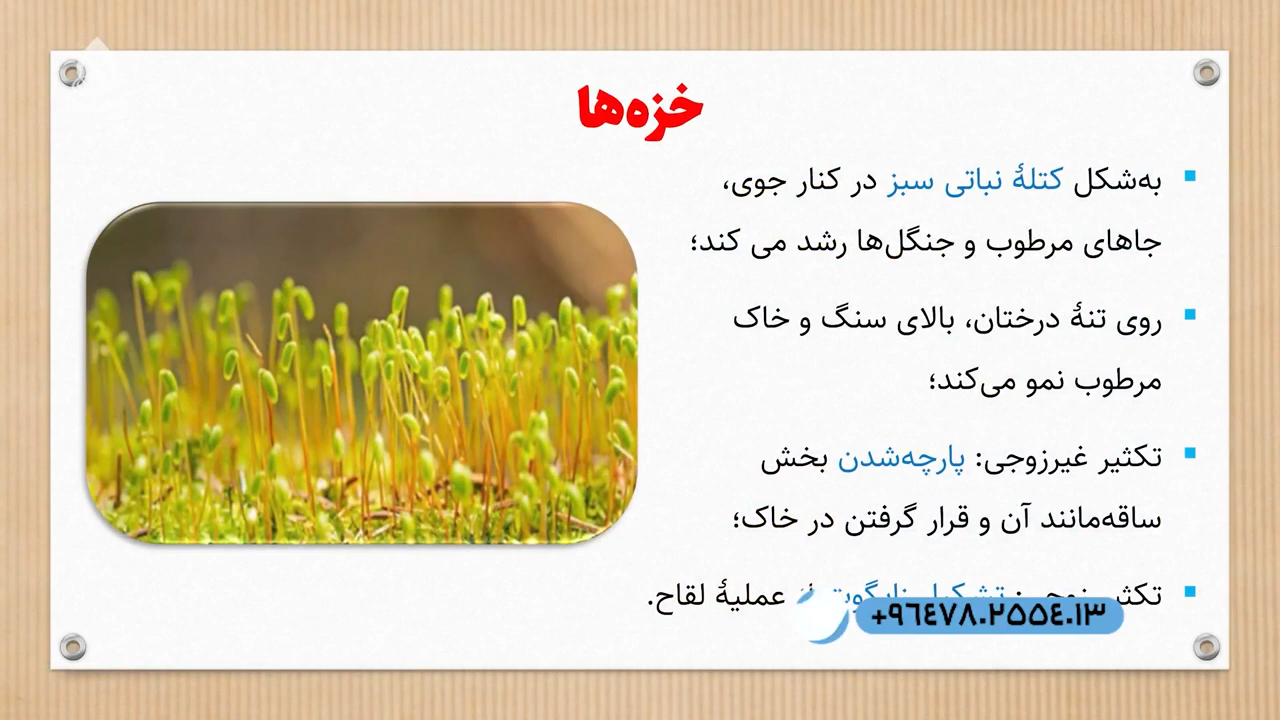 خزه‌ها
به‌شکل کتلهٔ نباتی سبز در کنار جوی،
جاهای مرطوب و جنگل‌ها رشد می کند؛
روی تنهٔ درختان، بالای سنگ و خاک
مرطوب نمو می‌کند؛
تکثیر غیرزوجی: پارچه‌شدن بخش
ساقه‌مانند آن و قرار گرفتن در خاک؛
عملیهٔ لقاح.
+٩٦٤٧٨٠٢٥٥٤٠١٣